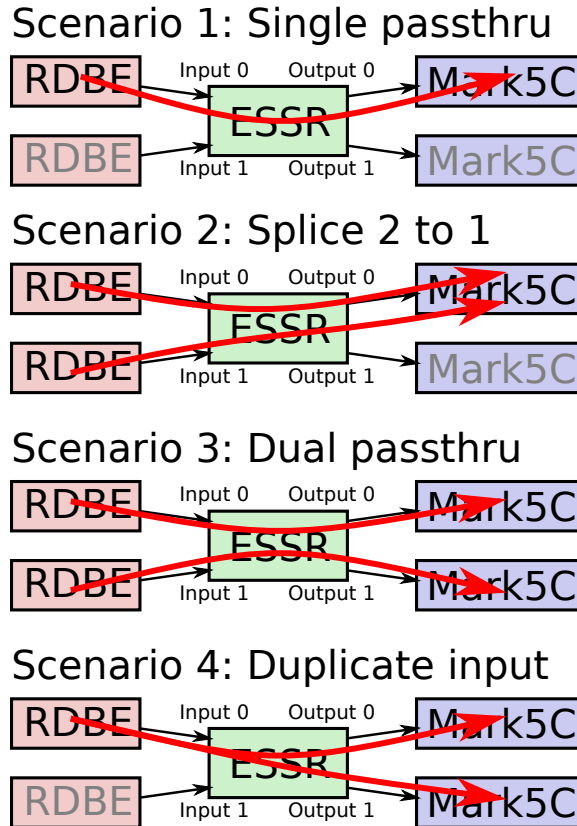 Scenario 1: Single passthru
Input 0 Output 0
RDBE Mark5C
ESSR
RDBE Mark5C
Input 1 Output 1
Scenario 2: Splice 2 to 1
Input 0 Output 0
RDBE Mark5C
ESSR
RDBE Mark5C
Input 1 Output 1
Scenario 3: Dual passthru
Input 0 Output 0
RDBE Mark5C
ESSR
RDBE Mark5C
Input 1 Output 1
Scenario 4: Duplicate input
Input 0 Output 0
RDBE Mark5C
ESSR
RDBE Mark5C
Input 1 Output 1